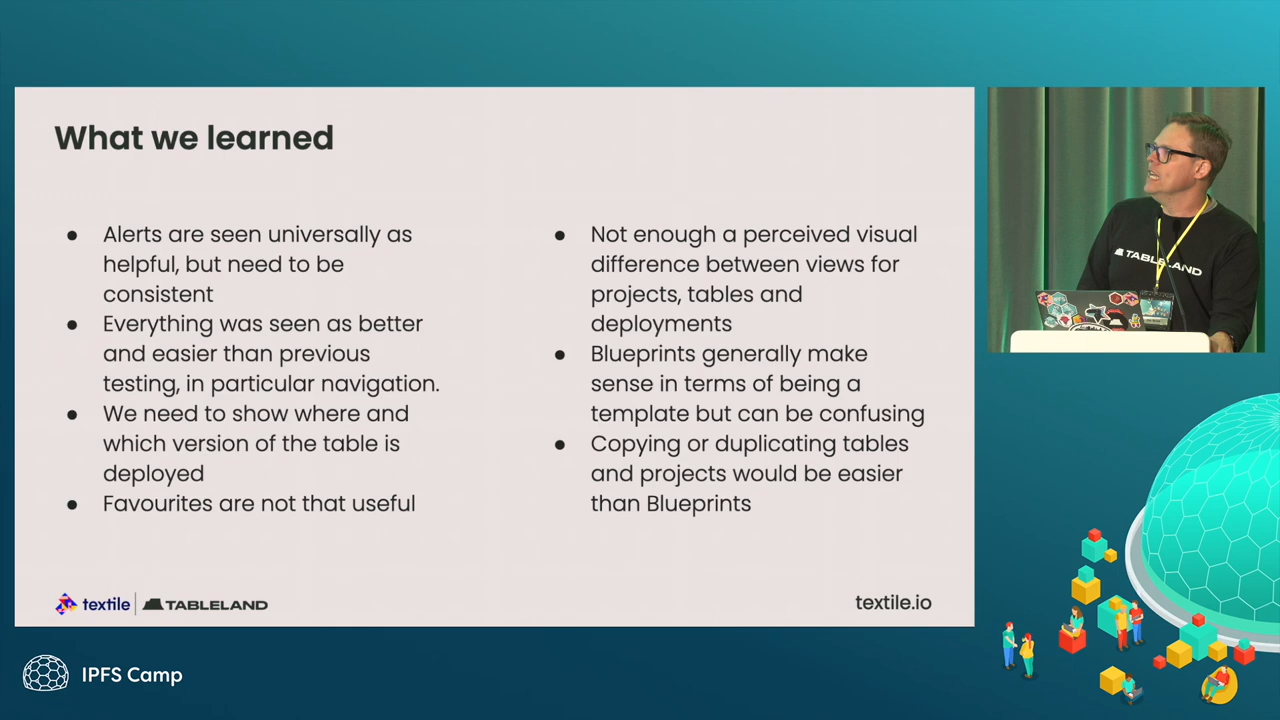 What we learned
● Alerts are seen universally as
helpful, but need to be
consistent
● Everything was seen as better
and easier than previous
testing, in particular navigation.
● We need to show where and
which version of the table is
deployed
● Favourites are not that useful
● Not enough a perceived visual
difference between views for
projects, tables and
deployments
● Blueprints generally make
sense in terms of being a
template but can be confusing
● Copying or duplicating tables
and projects would be easier
than Blueprints
textile | TABLELAND
textile.io
TABLELAND
IPFS Camp